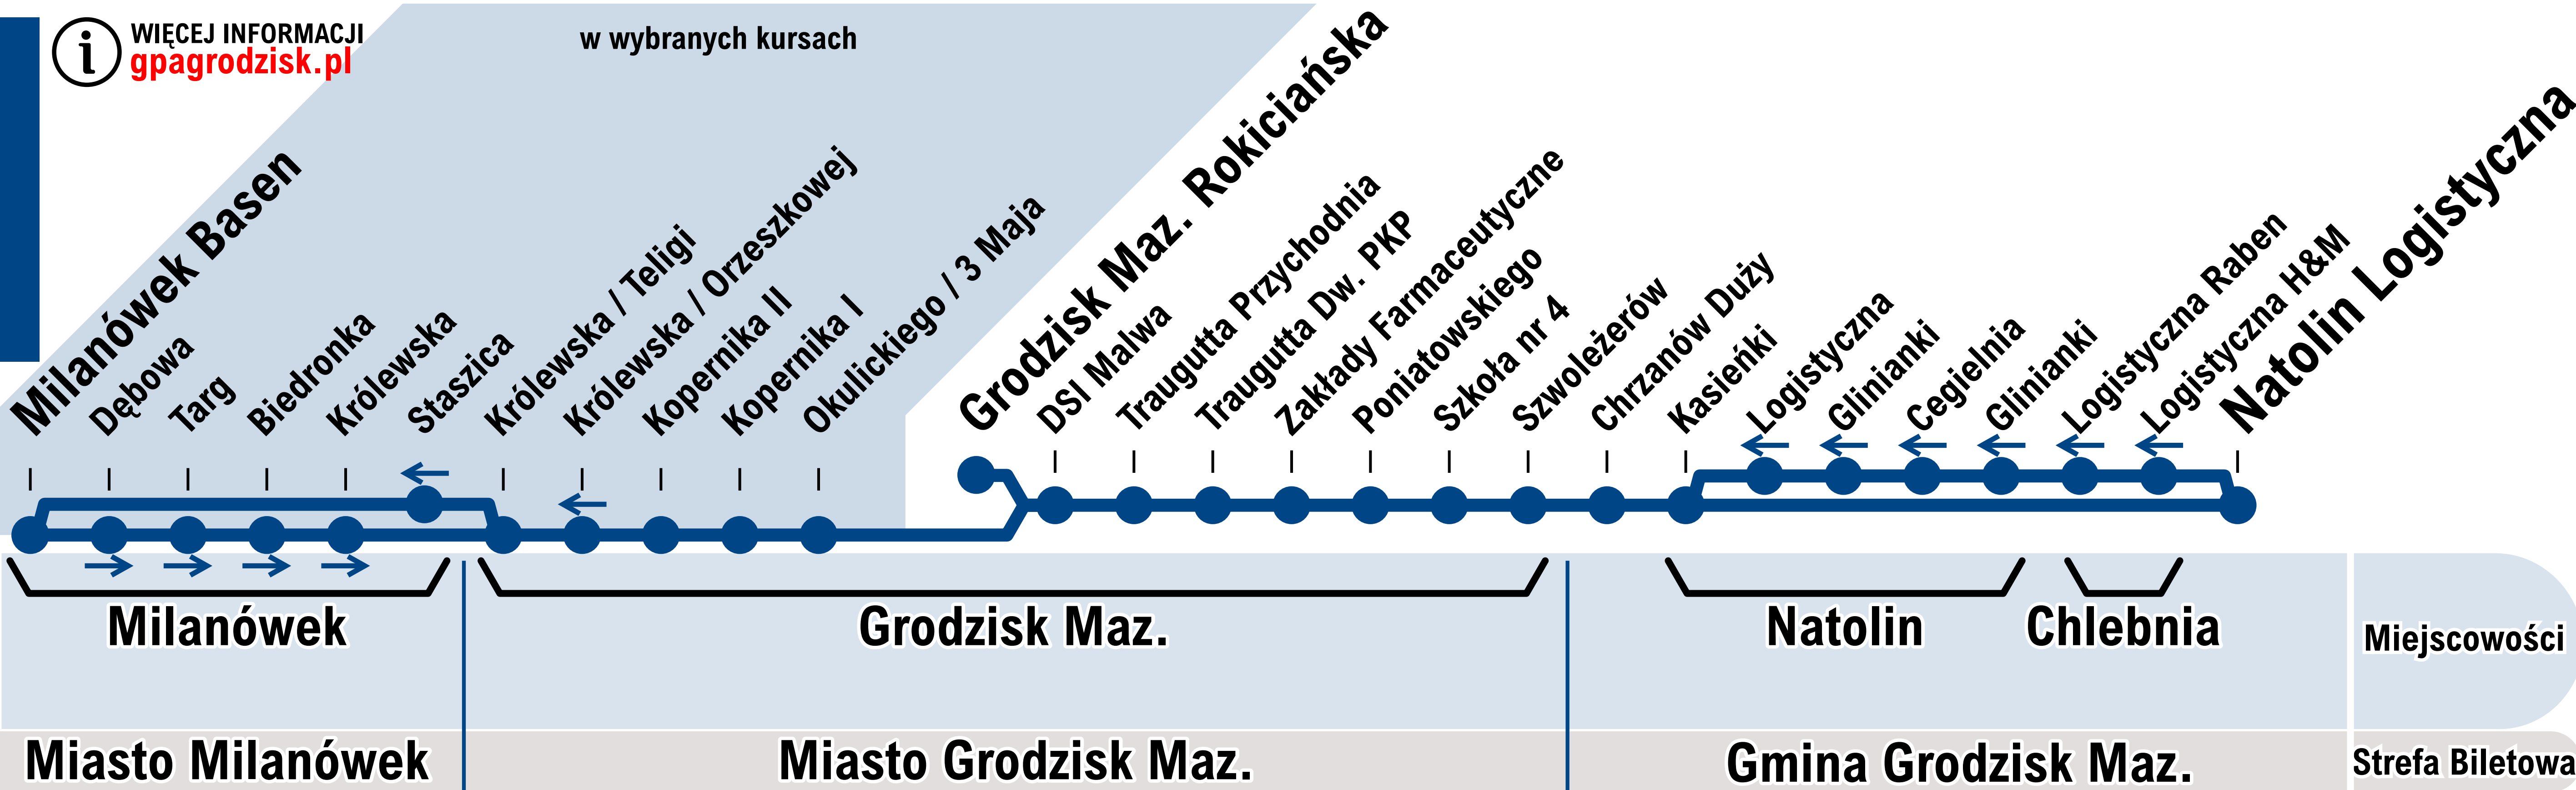 WIĘCEJ INFORMACJI
gpagrodzisk.pl
w wybranych kursach
Milanówek Basen
Dębowa
Targ
Biedronka
Królewska
Staszica
Królewska / Teligi
Królewska / Orzeszkowej
Kopernika II
Kopernika I
Okulickiego / 3 Maja
Grodzisk Maz. Rokiciańska
DSI Malwa
Traugutta Przychodnia
Traugutta Dw. PKP
Zakłady Farmaceutyczne
Poniatowskiego
Szkoła nr 4
Szwoleżerów
Chrzanów Duży
Kasieńki
Logistyczna
Glinianki
Cegielnia
Glinianki
Logistyczna Raben
Logistyczna H&M
Natolin Logistyczna
Milanówek
Grodzisk Maz.
Natolin
Chlebnia
Miejscowości
Miasto Milanówek
Miasto Grodzisk Maz.
Gmina Grodzisk Maz.
Strefa Biletowa